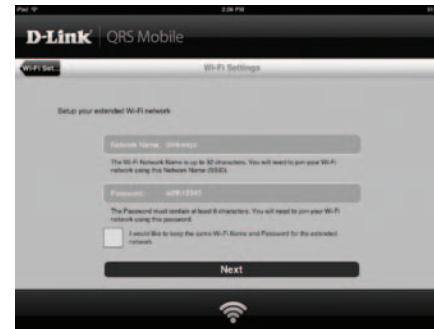 iPad 2:06 PM
D-Link QRS Mobile
Wi-Fi Set... Wi-Fi Settings
Setup your extended Wi-Fi network
Network Name:
The Wi-Fi Network Name is up to 32 characters. You will need to join your Wi-Fi
network using this Network Name (SSID).
Password:
The Password must contain at least 8 characters. You will need to join your Wi-Fi
network using this password.
I would like to keep the same Wi-Fi Name and Password for the extended
network.
Next